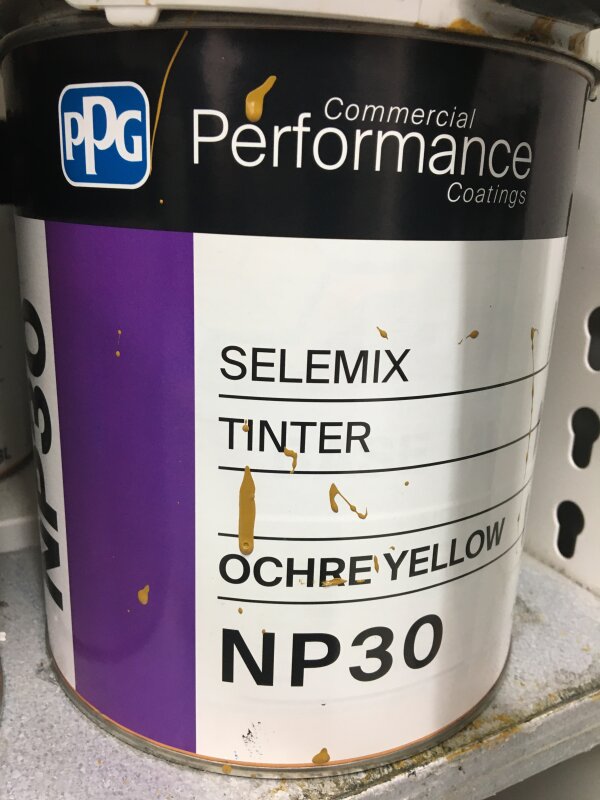 PPG
Commercial
Performance
Coatings
SELEMIX
TINTER
OCHRE YELLOW
NP30
NP30